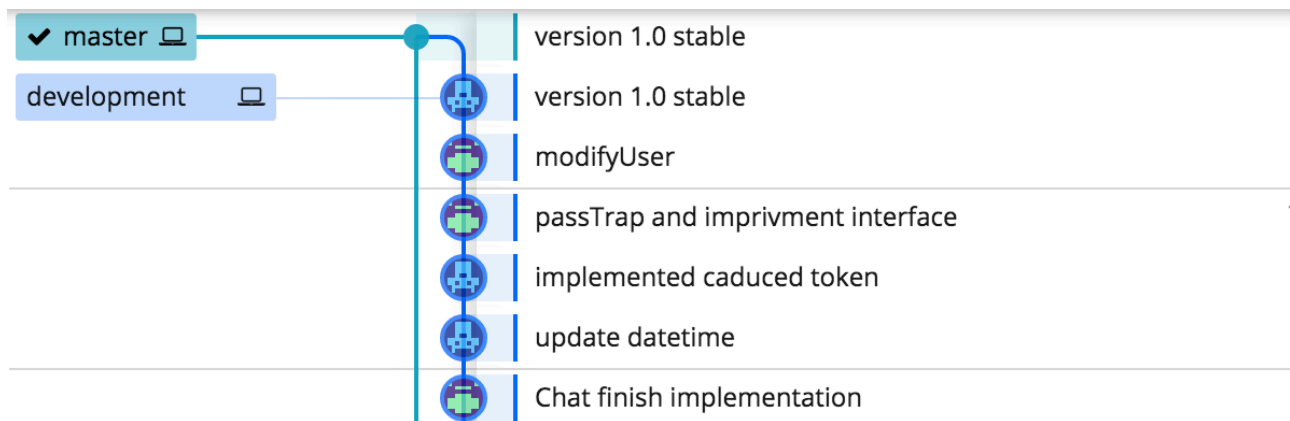 master version 1.0 stable
development version 1.0 stable
modifyUser
passTrap and imprivment interface
implemented caduced token
update datetime
Chat finish implementation